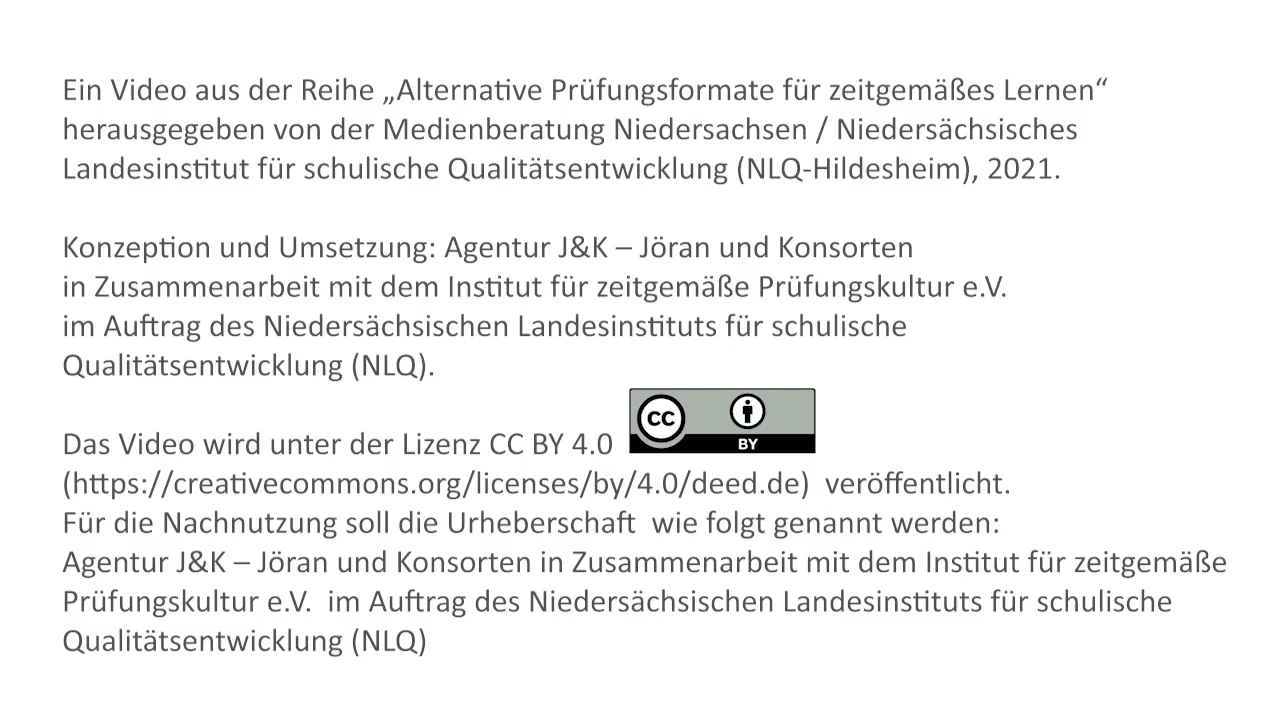 Ein Video aus der Reihe „Alternative Prüfungsformate für zeitgemäßes Lernen“
herausgegeben von der Medienberatung Niedersachsen / Niedersächsisches
Landesinstitut für schulische Qualitätsentwicklung (NLQ-Hildesheim), 2021.
Konzeption und Umsetzung: Agentur J&K – Jöran und Konsorten
in Zusammenarbeit mit dem Institut für zeitgemäße Prüfungskultur e.V.
im Auftrag des Niedersächsischen Landesinstituts für schulische
Qualitätsentwicklung (NLQ).
Das Video wird unter der Lizenz CC BY 4.0
CC BY
(https://creativecommons.org/licenses/by/4.0/deed.de) veröffentlicht.
Für die Nachnutzung soll die Urheberschaft wie folgt genannt werden:
Agentur J&K – Jöran und Konsorten in Zusammenarbeit mit dem Institut für zeitgemäße
Prüfungskultur e.V. im Auftrag des Niedersächsischen Landesinstituts für schulische
Qualitätsentwicklung (NLQ)